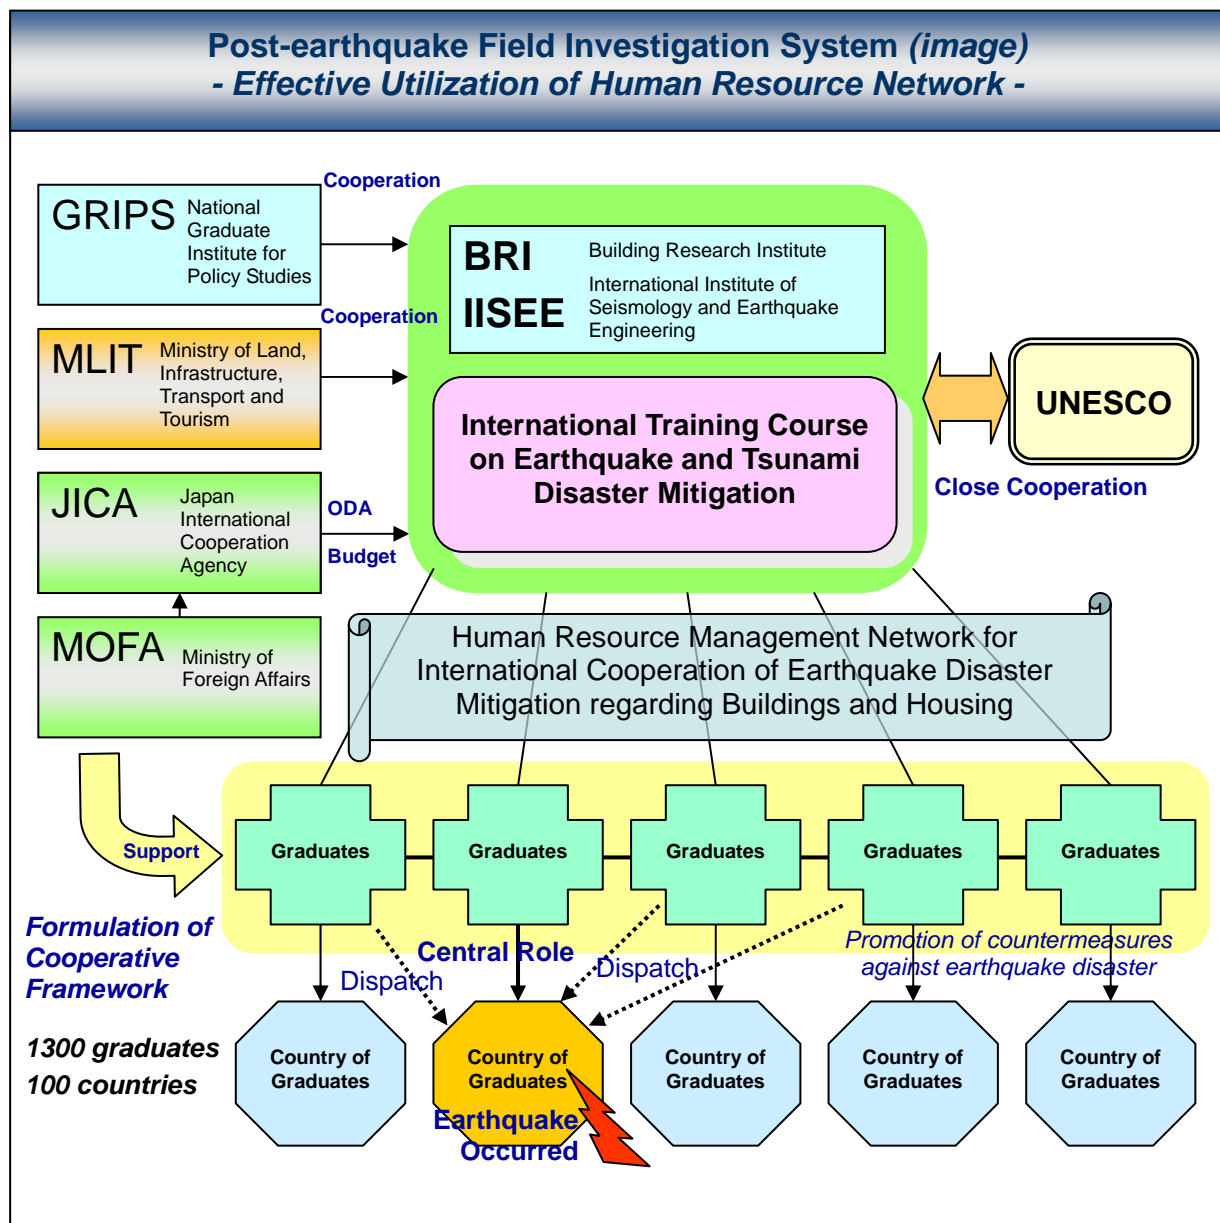 Post-earthquake Field Investigation System (image)
- Effective Utilization of Human Resource Network -
GRIPS
National
Graduate
Institute for
Policy Studies
Cooperation
MLIT
Ministry of Land,
Infrastructure,
Transport and
Tourism
Cooperation
JICA
Japan
International
Cooperation
Agency
ODA
Budget
MOFA
Ministry of
Foreign Affairs
BRI
Building Research Institute
IISEE
International Institute of
Seismology and Earthquake
Engineering
International Training Course
on Earthquake and Tsunami
Disaster Mitigation
UNESCO
Close Cooperation
Human Resource Management Network for
International Cooperation of Earthquake Disaster
Mitigation regarding Buildings and Housing
Support
Graduates
Graduates
Graduates
Graduates
Graduates
Formulation of
Cooperative
Framework
Central Role
Dispatch
Dispatch
Promotion of countermeasures
against earthquake disaster
1300 graduates
100 countries
Country of
Graduates
Country of
Graduates
Earthquake
Occurred
Country of
Graduates
Country of
Graduates
Country of
Graduates